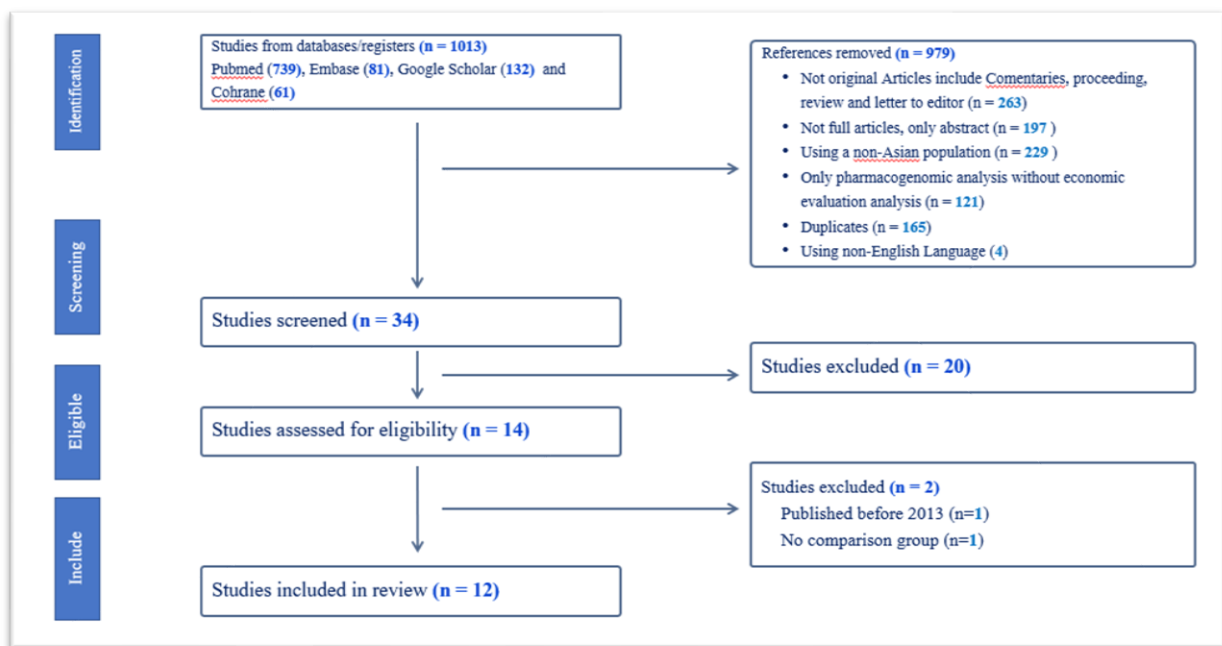 Identification
Studies from databases/registers (n = 1013)
Pubmed (739), Embase (81), Google Scholar (132) and
Cohrane (61)
References removed (n = 979)
• Not original Articles include Comentaries, proceeding,
review and letter to editor (n = 263)
• Not full articles, only abstract (n = 197 )
• Using a non-Asian population (n = 229 )
• Only pharmacogenomic analysis without economic
evaluation analysis (n = 121)
• Duplicates (n = 165)
• Using non-English Language (4)
Screening
Studies screened (n = 34)
Studies excluded (n = 20)
Eligible
Studies assessed for eligibility (n = 14)
Studies excluded (n = 2)
Published before 2013 (n=1)
No comparison group (n=1)
Include
Studies included in review (n = 12)